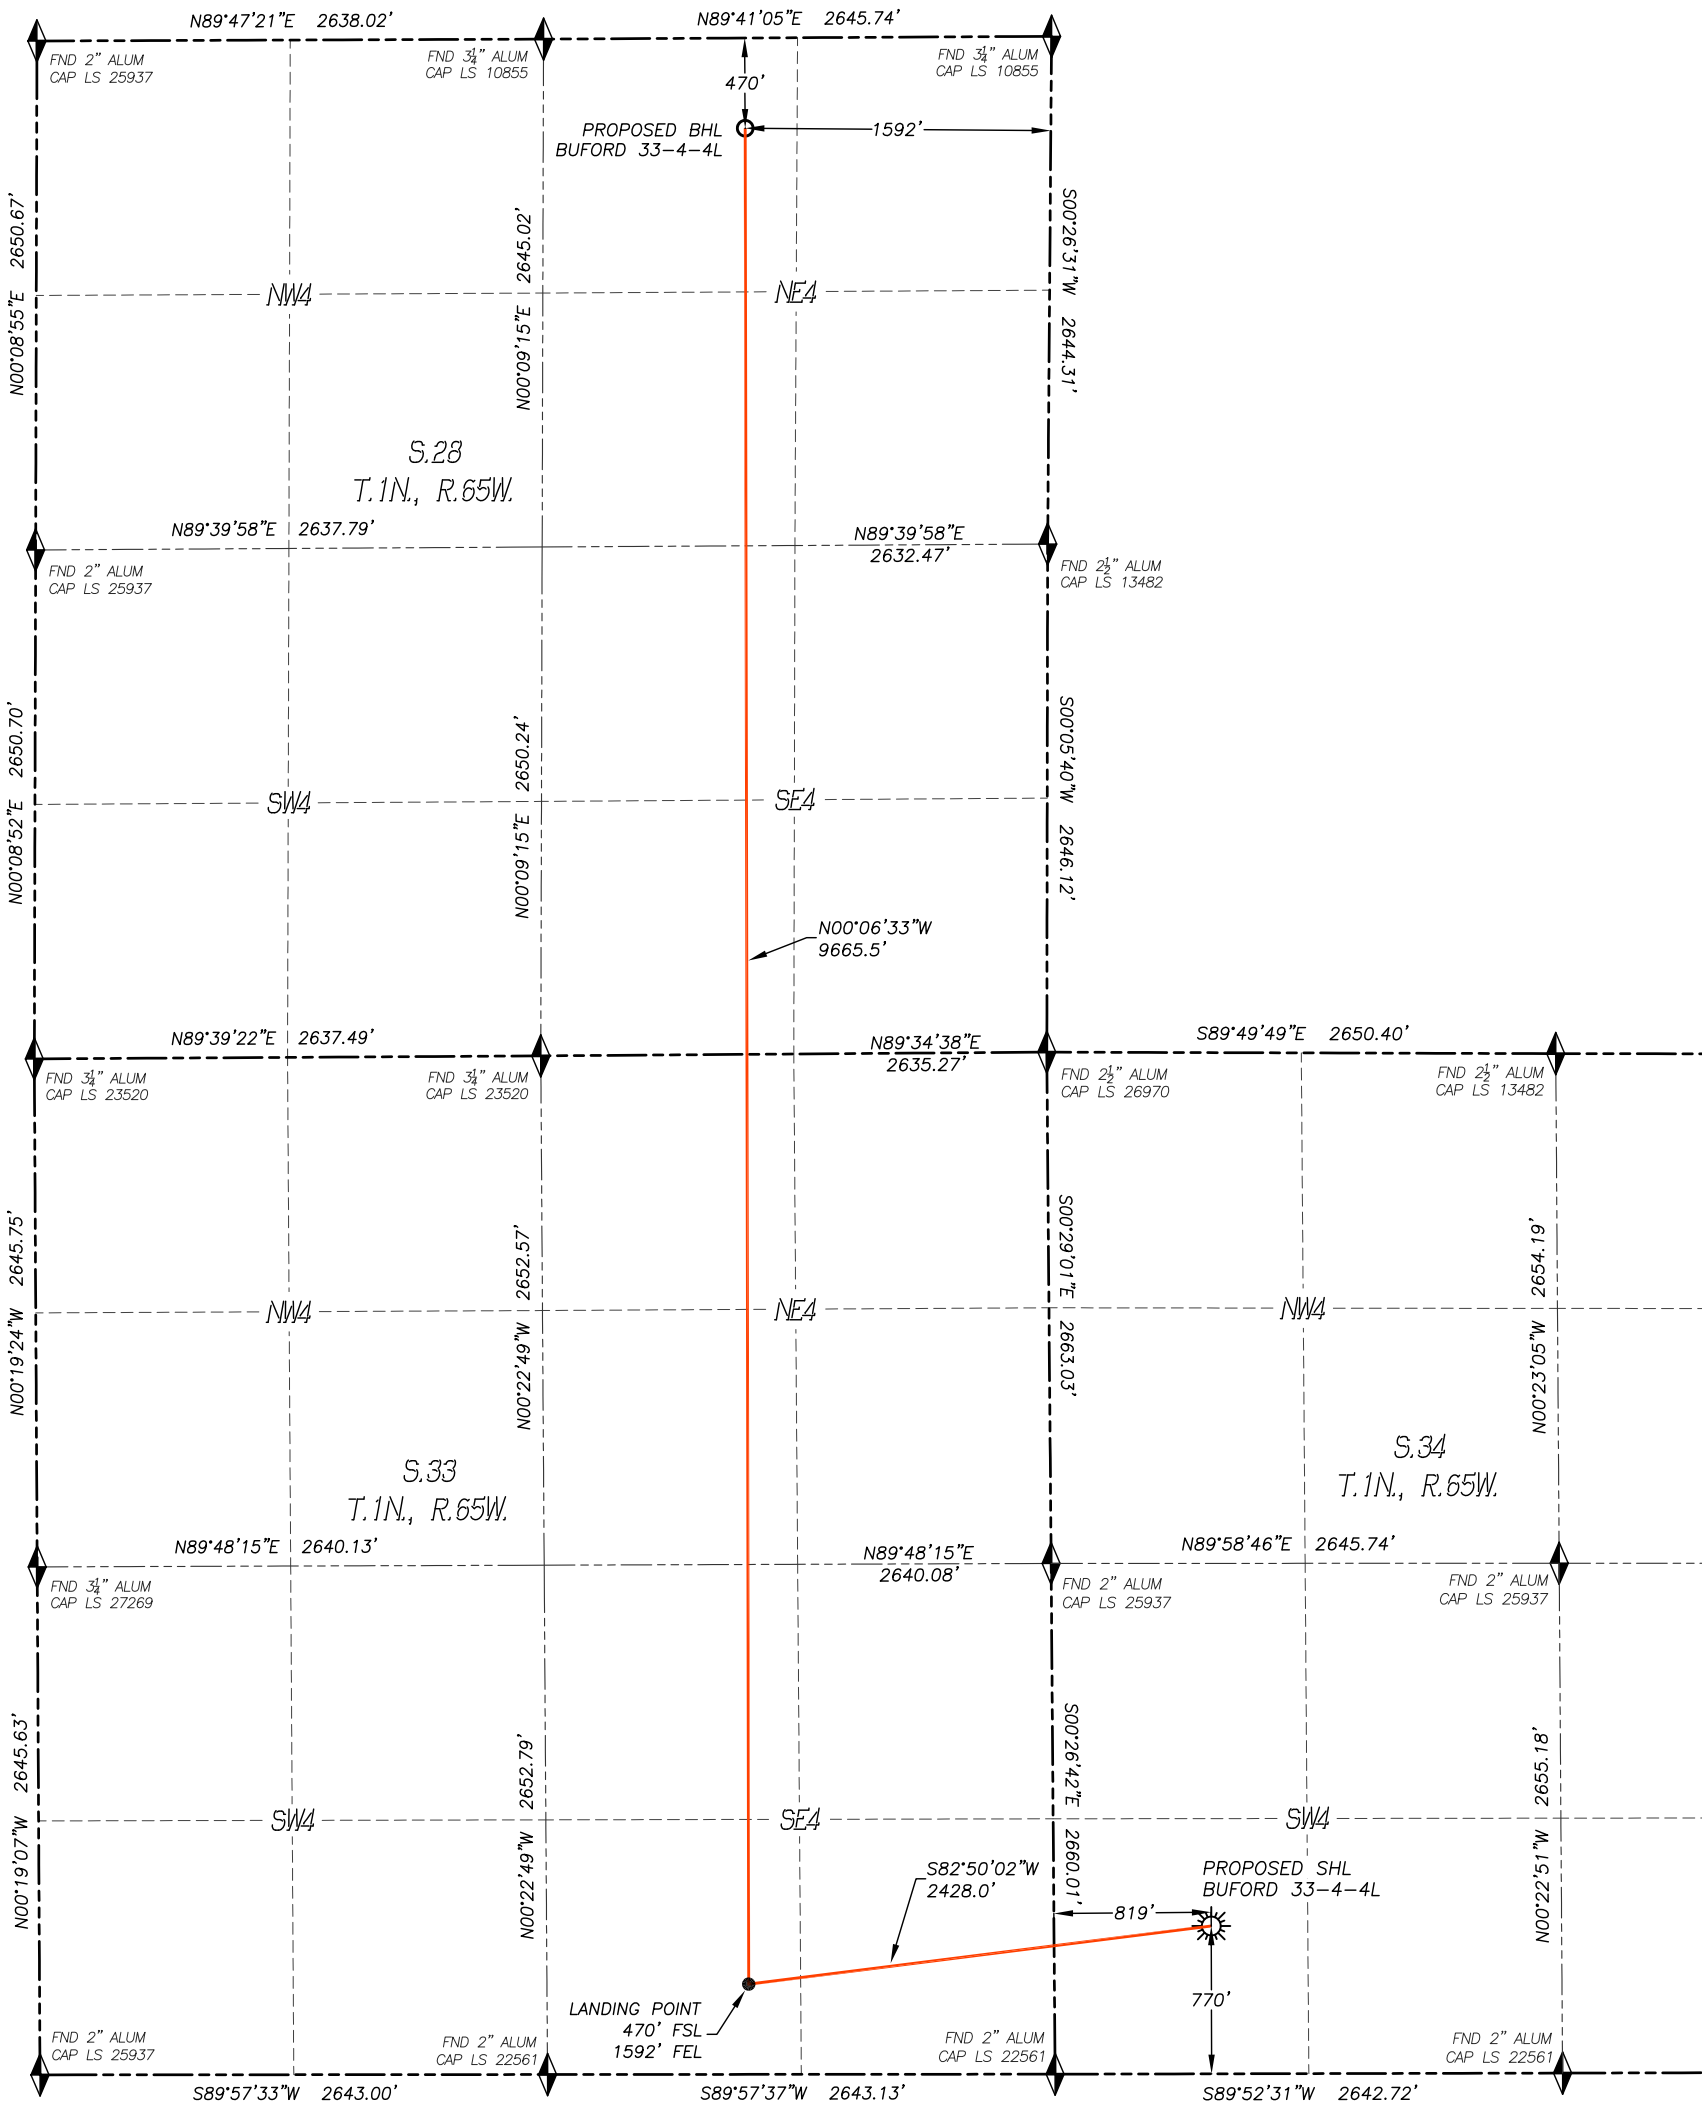 N89°47'21"E 2638.02'
N89°41'05"E 2645.74'
FND 2" ALUM
CAP LS 25937
FND 3¼" ALUM
CAP LS 10855
FND 3¼" ALUM
CAP LS 10855
470'
PROPOSED BHL
BUFORD 33-4-4L
1592'
N00°08'55"E 2650.67'
N00°09'15"E 2645.02'
S00°26'31"W 2644.31'
NW4
NE4
S.28
T.1N., R.65W.
N89°39'58"E 2637.79'
N89°39'58"E
2632.47'
FND 2" ALUM
CAP LS 25937
FND 2½" ALUM
CAP LS 13482
N00°08'52"E 2650.70'
N00°09'15"E 2650.24'
S00°05'40"W 2646.12'
SW4
SE4
N00°06'33"W
9665.5'
N89°39'22"E 2637.49'
N89°34'38"E
2635.27'
S89°49'49"E 2650.40'
FND 3¼" ALUM
CAP LS 23520
FND 3¼" ALUM
CAP LS 23520
FND 2½" ALUM
CAP LS 26970
FND 2½" ALUM
CAP LS 13482
N00°19'24"W 2645.75'
N00°22'49"W 2652.57'
S00°29'01"E 2663.03'
N00°23'05"W 2654.19'
NW4
NE4
NW4
S.33
T.1N., R.65W.
S.34
T.1N., R.65W.
N89°48'15"E 2640.13'
N89°48'15"E
2640.08'
N89°58'46"E 2645.74'
FND 3¼" ALUM
CAP LS 27269
FND 2" ALUM
CAP LS 25937
FND 2" ALUM
CAP LS 25937
N00°19'07"W 2645.63'
N00°22'49"W 2652.79'
S00°26'42"E 2660.01'
N00°22'51"W 2655.18'
SW4
SE4
SW4
S82°50'02"W
2428.0'
PROPOSED SHL
BUFORD 33-4-4L
819'
770'
LANDING POINT
470' FSL
1592' FEL
FND 2" ALUM
CAP LS 25937
FND 2" ALUM
CAP LS 22561
FND 2" ALUM
CAP LS 22561
FND 2" ALUM
CAP LS 22561
S89°57'33"W 2643.00'
S89°57'37"W 2643.13'
S89°52'31"W 2642.72'